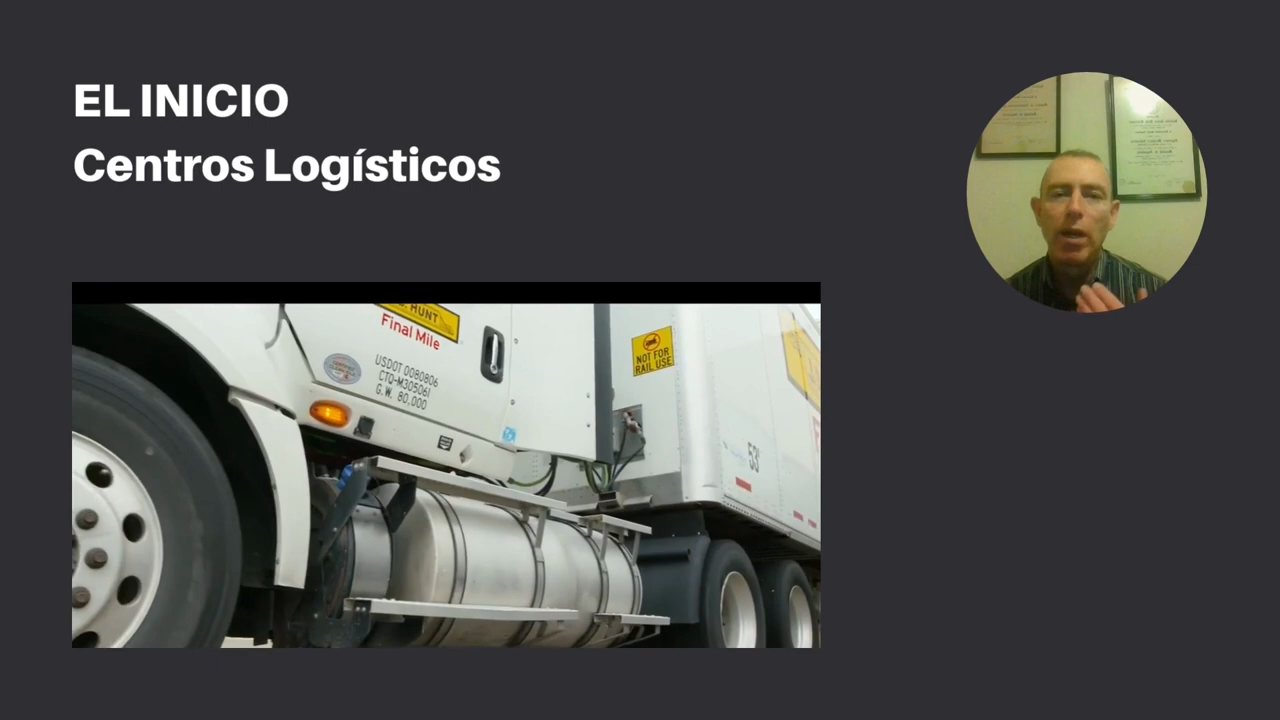 EL INICIO
Centros Logísticos
HUNT
Final Mile
USDOT 0080806
CTQ-M305061
G.W. 80,000
NOT FOR
RAIL USE
53'